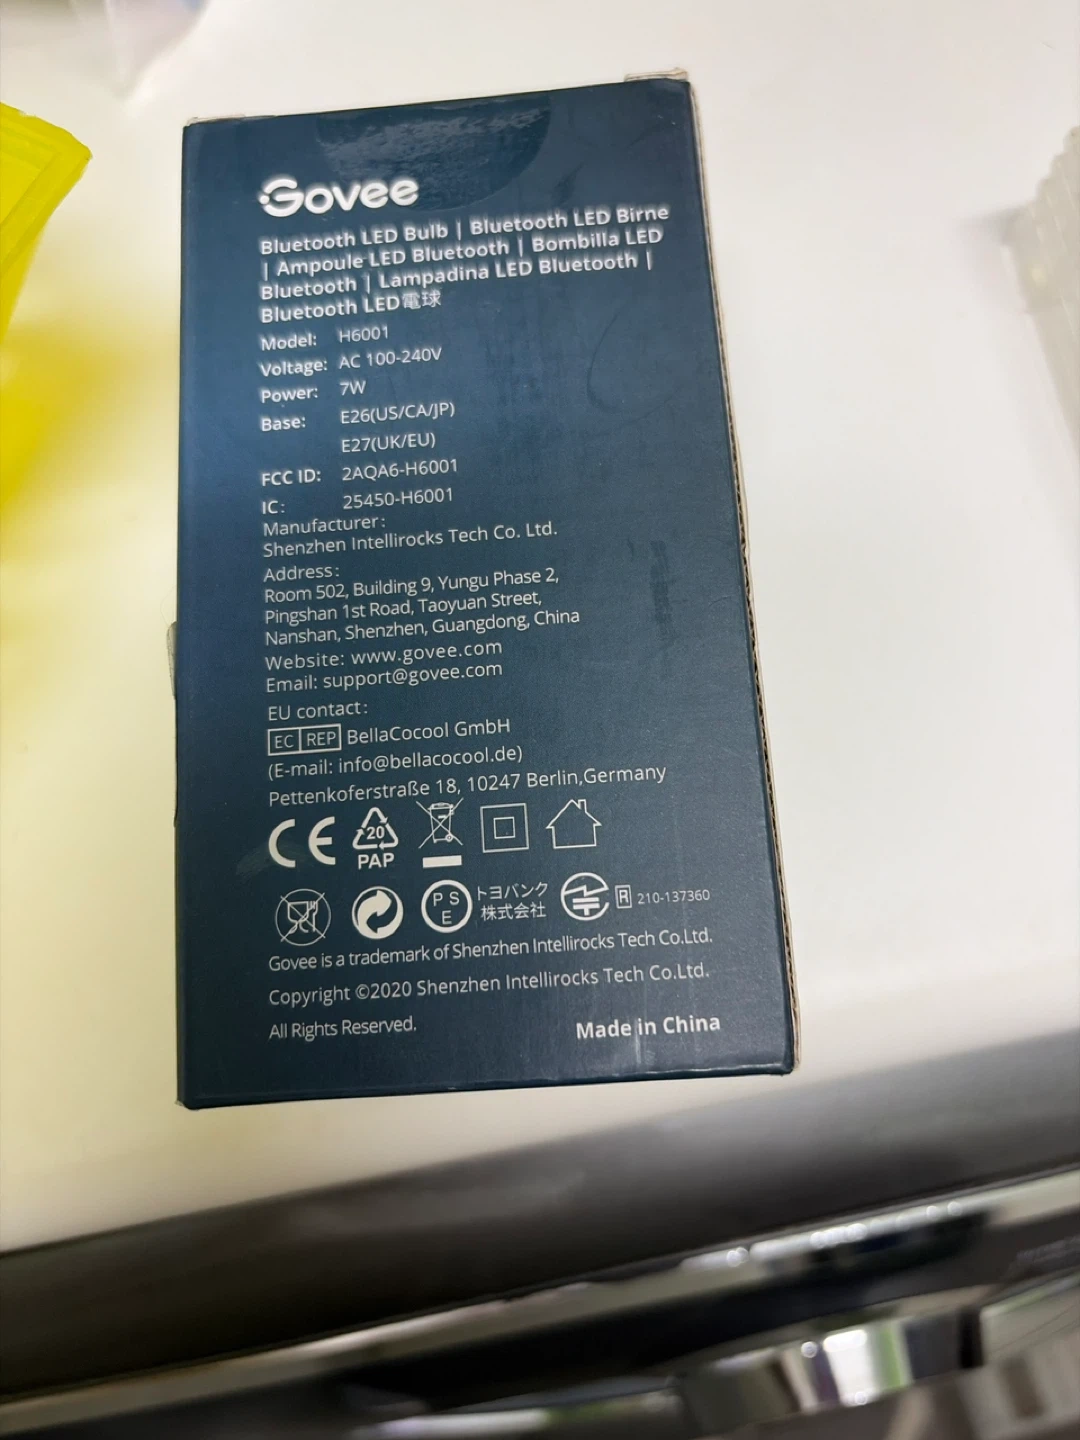 Govee
Bluetooth LED Bulb | Bluetooth LED Birne
| Ampoule LED Bluetooth | Bombilla LED
Bluetooth | Lampadina LED Bluetooth |
Bluetooth LED電球
Model: H6001
Voltage: AC 100-240V
Power: 7W
Base: E26(US/CA/JP)
E27(UK/EU)
FCC ID: 2AQA6-H6001
IC: 25450-H6001
Manufacturer:
Shenzhen Intellirocks Tech Co. Ltd.
Address:
Room 502, Building 9, Yungu Phase 2,
Pingshan 1st Road, Taoyuan Street,
Nanshan, Shenzhen, Guangdong, China
Website: www.govee.com
Email: support@govee.com
EU contact:
EC REP BellaCocool GmbH
(E-mail: info@bellacocool.de)
Pettenkoferstraße 18, 10247 Berlin,Germany
CE 20
PAP
PSE トヨバンク
株式会社 R 210-137360
Govee is a trademark of Shenzhen Intellirocks Tech Co.Ltd.
Copyright ©2020 Shenzhen Intellirocks Tech Co.Ltd.
All Rights Reserved. Made in China